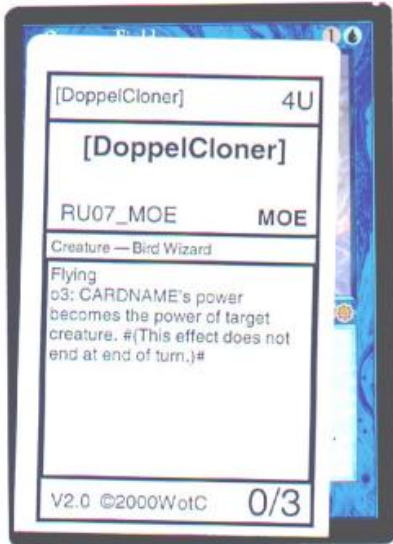 [DoppelCloner] 4U
[DoppelCloner]
RU07_MOE MOE
Creature — Bird Wizard
Flying
o3: CARDNAME's power
becomes the power of target
creature. #(This effect does not
end at end of turn.)#
V2.0 ©2000WotC 0/3
1